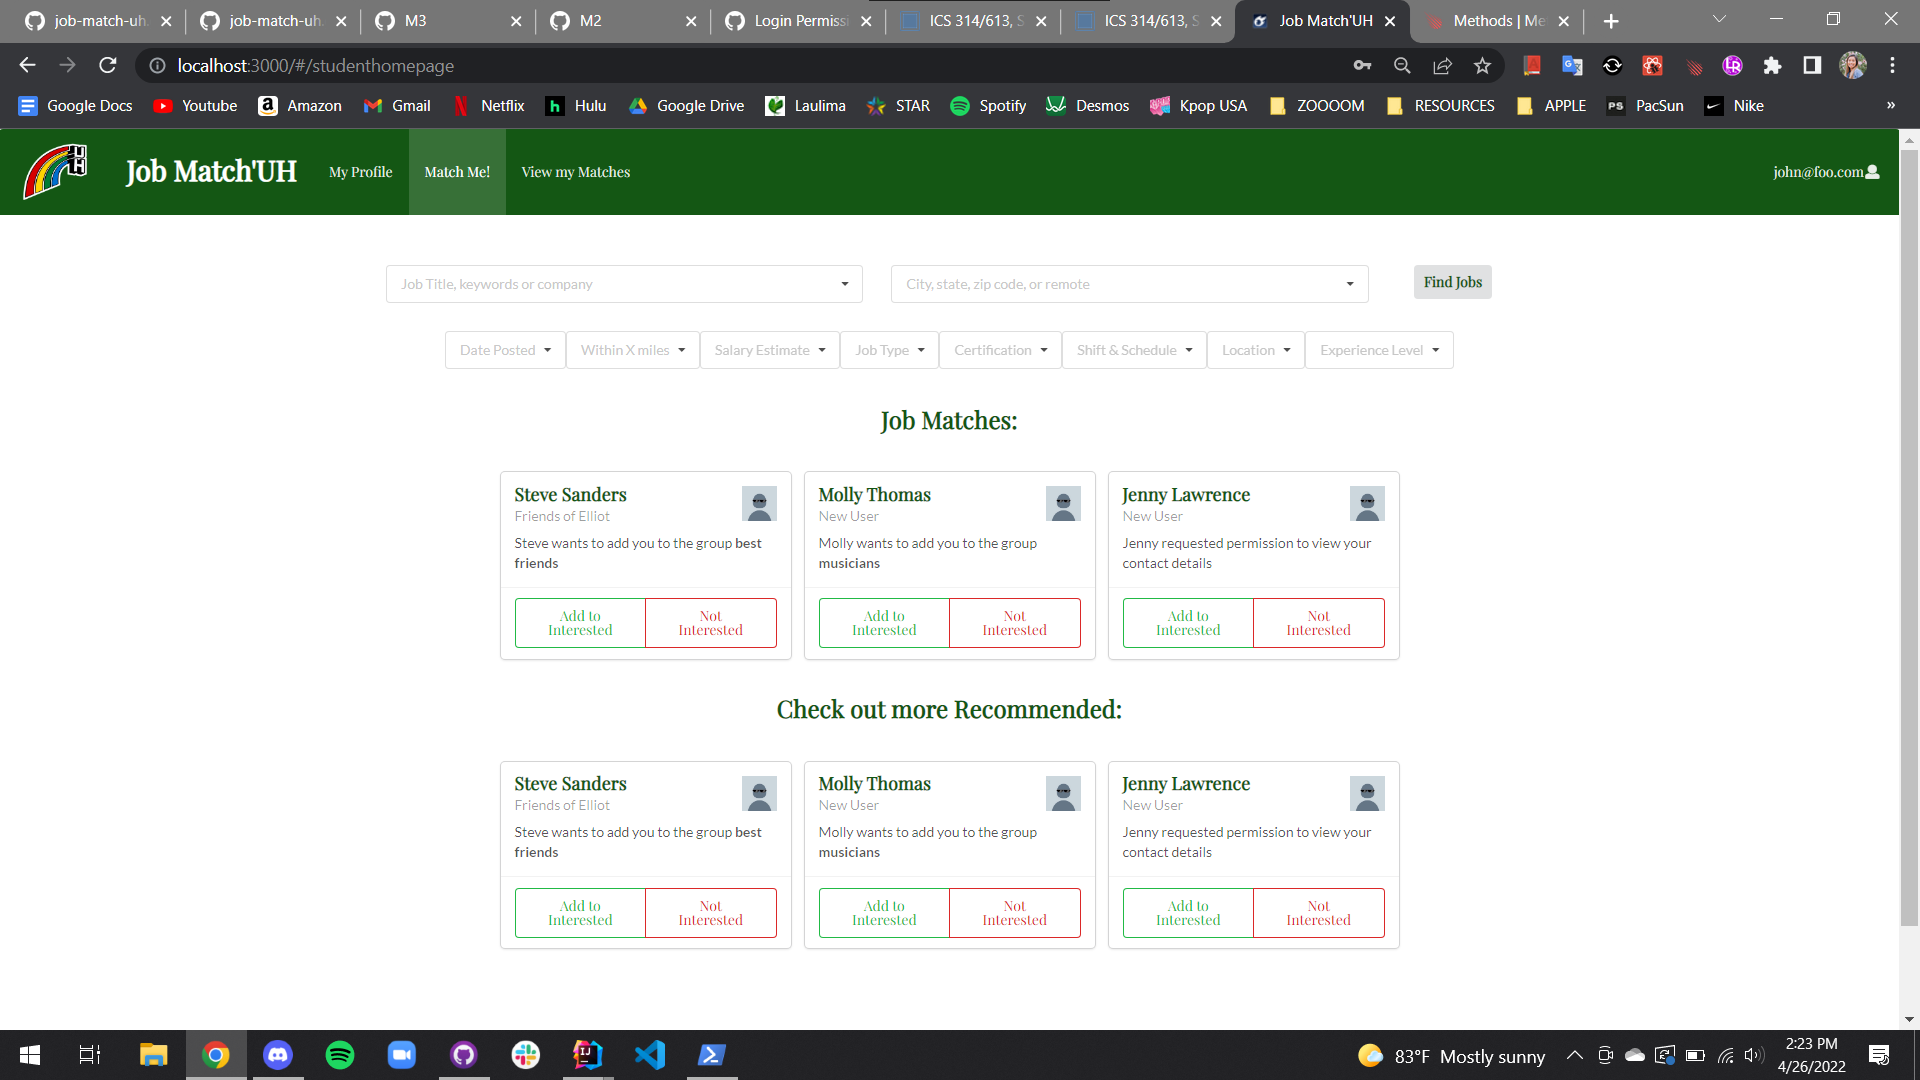 job-match-uh.
job-match-uh.
M3
M2
Login Permissi
ICS 314/613, S
ICS 314/613, S
Job Match'UH
Methods | Me
localhost:3000/#/studenthomepage
Google Docs
Youtube
Amazon
Gmail
Netflix
Hulu
Google Drive
Laulima
STAR
Spotify
Desmos
Kpop USA
ZOOOOM
RESOURCES
APPLE
PacSun
Nike
Job Match'UH
My Profile
Match Me!
View my Matches
john@foo.com
Job Title, keywords or company
City, state, zip code, or remote
Find Jobs
Date Posted
Within X miles
Salary Estimate
Job Type
Certification
Shift & Schedule
Location
Experience Level
Job Matches:
Steve Sanders
Friends of Elliot
Steve wants to add you to the group best
friends
Add to
Interested
Not
Interested
Molly Thomas
New User
Molly wants to add you to the group
musicians
Add to
Interested
Not
Interested
Jenny Lawrence
New User
Jenny requested permission to view your
contact details
Add to
Interested
Not
Interested
Check out more Recommended:
Steve Sanders
Friends of Elliot
Steve wants to add you to the group best
friends
Add to
Interested
Not
Interested
Molly Thomas
New User
Molly wants to add you to the group
musicians
Add to
Interested
Not
Interested
Jenny Lawrence
New User
Jenny requested permission to view your
contact details
Add to
Interested
Not
Interested
83°F Mostly sunny
2:23 PM
4/26/2022